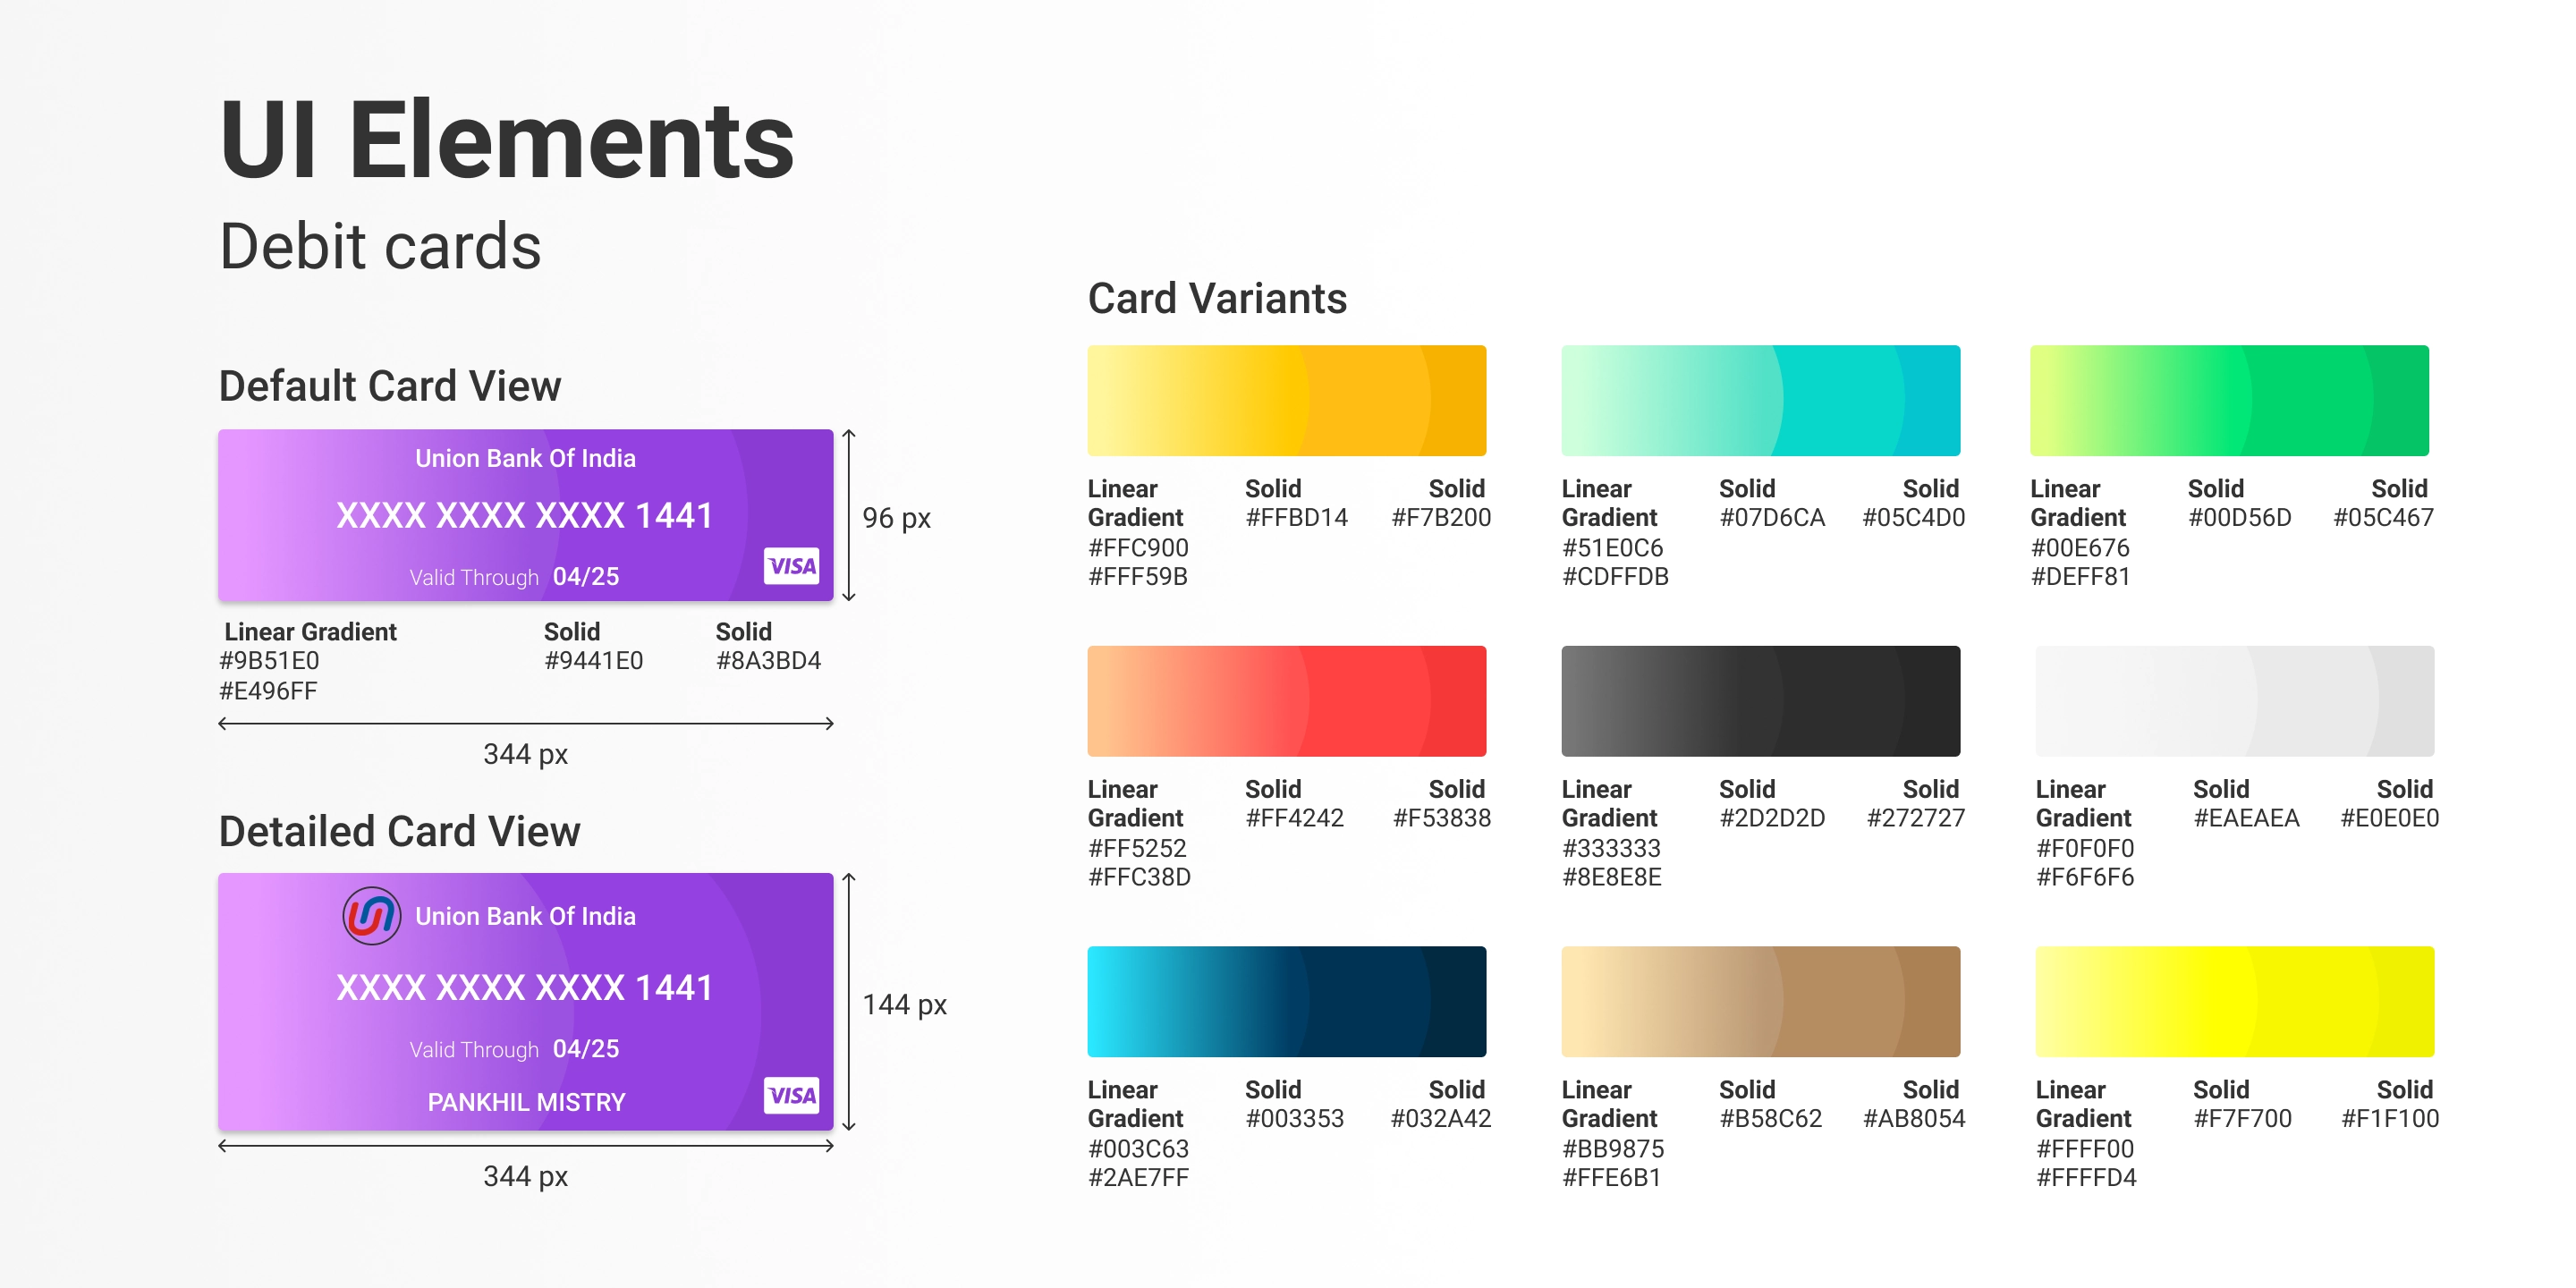 UI Elements
Debit cards
Default Card View
Union Bank Of India
XXXX XXXX XXXX 1441
Valid Through 04/25
VISA
96 px
Linear Gradient
#9B51E0
#E496FF
Solid
#9441E0
Solid
#8A3BD4
344 px
Detailed Card View
Union Bank Of India
XXXX XXXX XXXX 1441
Valid Through 04/25
PANKHIL MISTRY
VISA
144 px
344 px
Card Variants
Linear
Gradient
#FFC900
#FFF59B
Solid
#FFBD14
Solid
#F7B200
Linear
Gradient
#51E0C6
#CDFFDB
Solid
#07D6CA
Solid
#05C4D0
Linear
Gradient
#00E676
#DEFF81
Solid
#00D56D
Solid
#05C467
Linear
Gradient
#FF5252
#FFC38D
Solid
#FF4242
Solid
#F53838
Linear
Gradient
#333333
#8E8E8E
Solid
#2D2D2D
Solid
#272727
Linear
Gradient
#F0F0F0
#F6F6F6
Solid
#EAEAEA
Solid
#E0E0E0
Linear
Gradient
#003C63
#2AE7FF
Solid
#003353
Solid
#032A42
Linear
Gradient
#BB9875
#FFE6B1
Solid
#B58C62
Solid
#AB8054
Linear
Gradient
#FFFF00
#FFFFD4
Solid
#F7F700
Solid
#F1F100